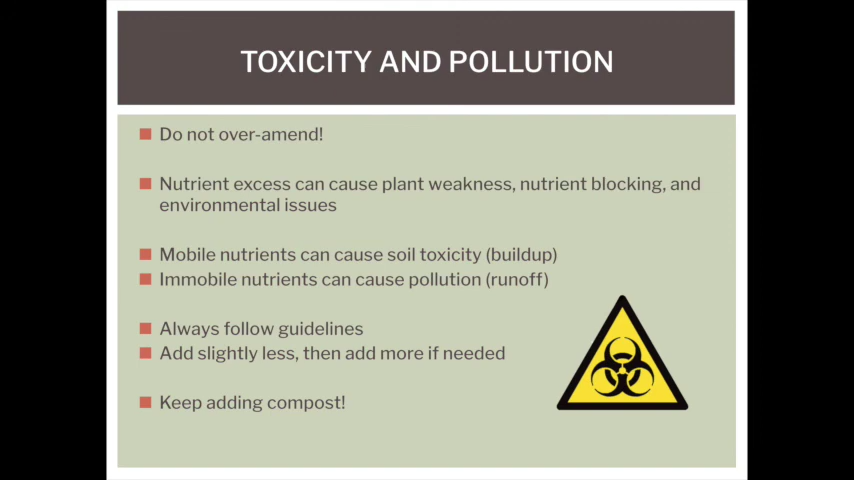 TOXICITY AND POLLUTION
Do not over-amend!
Nutrient excess can cause plant weakness, nutrient blocking, and
environmental issues
Mobile nutrients can cause soil toxicity (buildup)
Immobile nutrients can cause pollution (runoff)
Always follow guidelines
Add slightly less, then add more if needed
Keep adding compost!